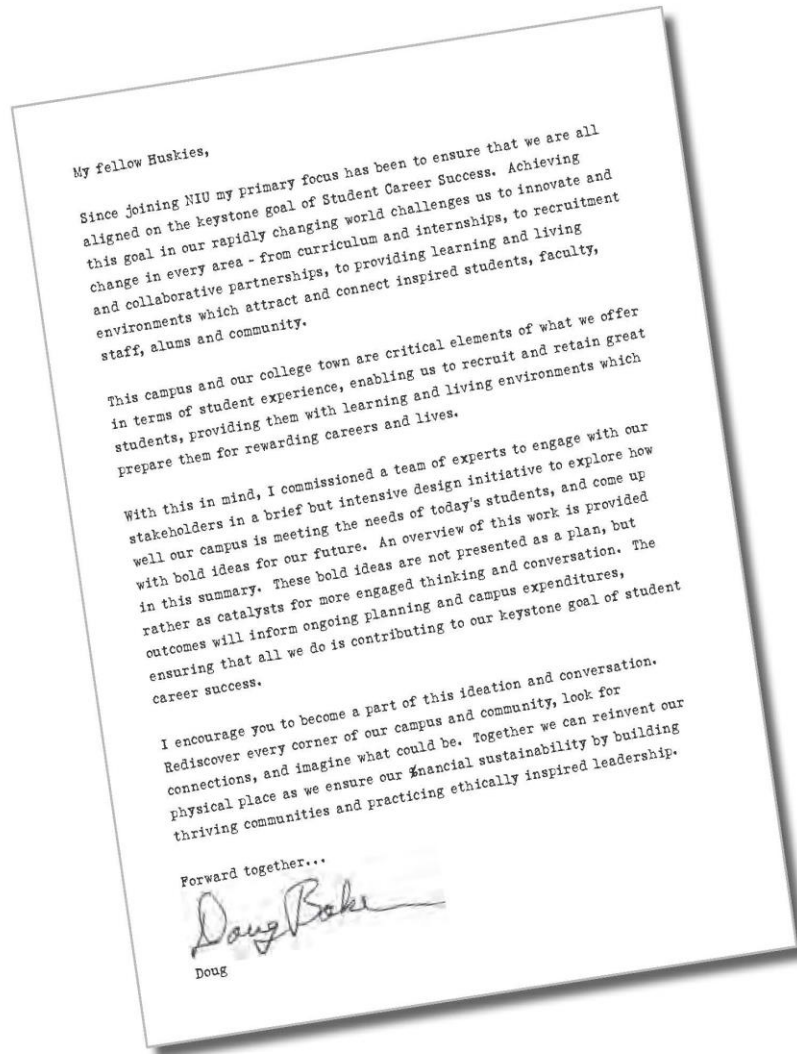 My fellow Huskies,
Since joining NIU my primary focus has been to ensure that we are all
aligned on the keystone goal of Student Career Success. Achieving
this goal in our rapidly changing world challenges us to innovate and
change in every area - from curriculum and internships, to recruitment
and collaborative partnerships, to providing learning and living
environments which attract and connect inspired students, faculty,
staff, alums and community.
This campus and our college town are critical elements of what we offer
in terms of student experience, enabling us to recruit and retain great
students, providing them with learning and living environments which
prepare them for rewarding careers and lives.
With this in mind, I commissioned a team of experts to engage with our
stakeholders in a brief but intensive design initiative to explore how
well our campus is meeting the needs of today's students, and come up
with bold ideas for our future. An overview of this work is provided
in this summary. These bold ideas are not presented as a plan, but
rather as catalysts for more engaged thinking and conversation. The
outcomes will inform ongoing planning and campus expenditures,
ensuring that all we do is contributing to our keystone goal of student
career success.
I encourage you to become a part of this ideation and conversation.
Rediscover every corner of our campus and community, look for
connections, and imagine what could be. Together we can reinvent our
physical place as we ensure our %nancial sustainability by building
thriving communities and practicing ethically inspired leadership.
Forward together...
Doug Baker
Doug